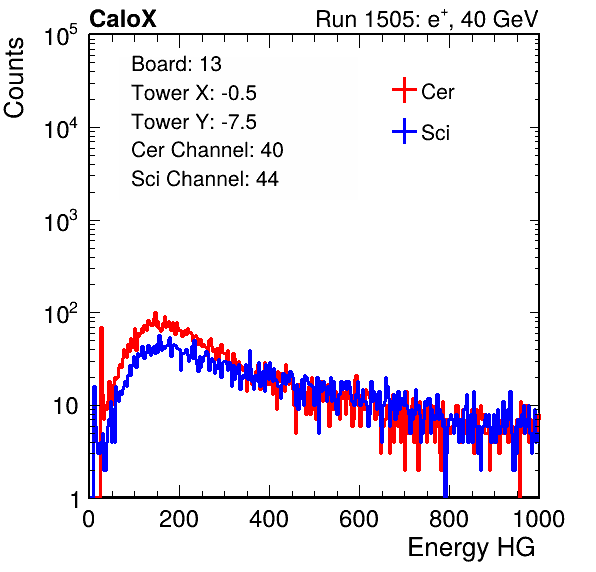 CaloX Run 1505: e⁺, 40 GeV
Counts
10⁵
10⁴
10³
10²
10
1
Board: 13
Tower X: -0.5
Tower Y: -7.5
Cer Channel: 40
Sci Channel: 44
Cer
Sci
0 200 400 600 800 1000
Energy HG